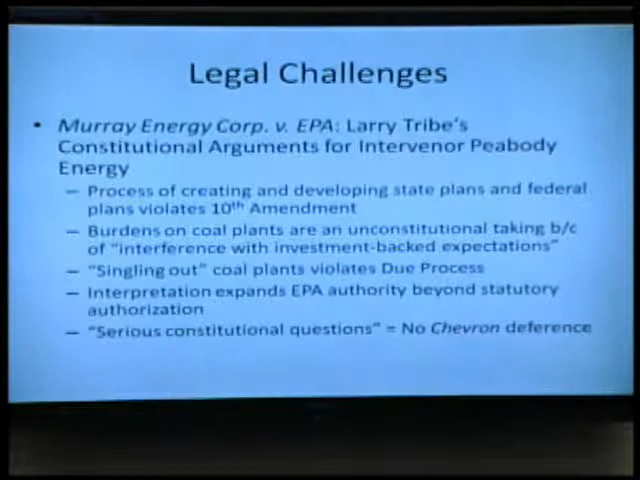 Legal Challenges
• Murray Energy Corp. v. EPA: Larry Tribe's
Constitutional Arguments for Intervenor Peabody
Energy
– Process of creating and developing state plans and federal
plans violates 10th Amendment
– Burdens on coal plants are an unconstitutional taking b/c
of "interference with investment-backed expectations"
– "Singling out" coal plants violates Due Process
– Interpretation expands EPA authority beyond statutory
authorization
– "Serious constitutional questions" = No Chevron deference